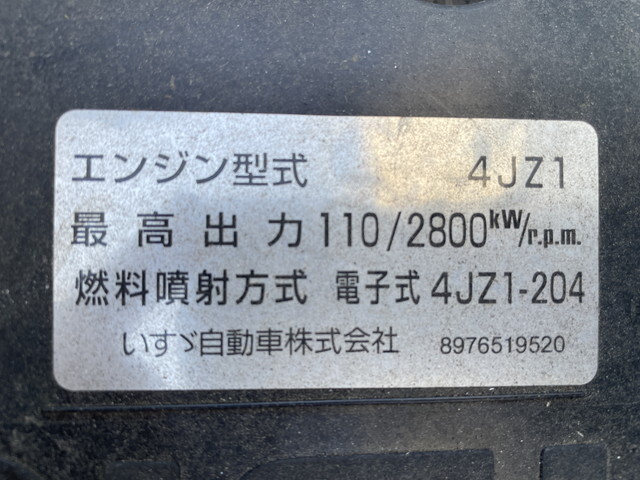 エンジン型式 4JZ1
最高出力 110/2800kW/r.p.m.
燃料噴射方式 電子式 4JZ1-204
いすゞ自動車株式会社 8976519520